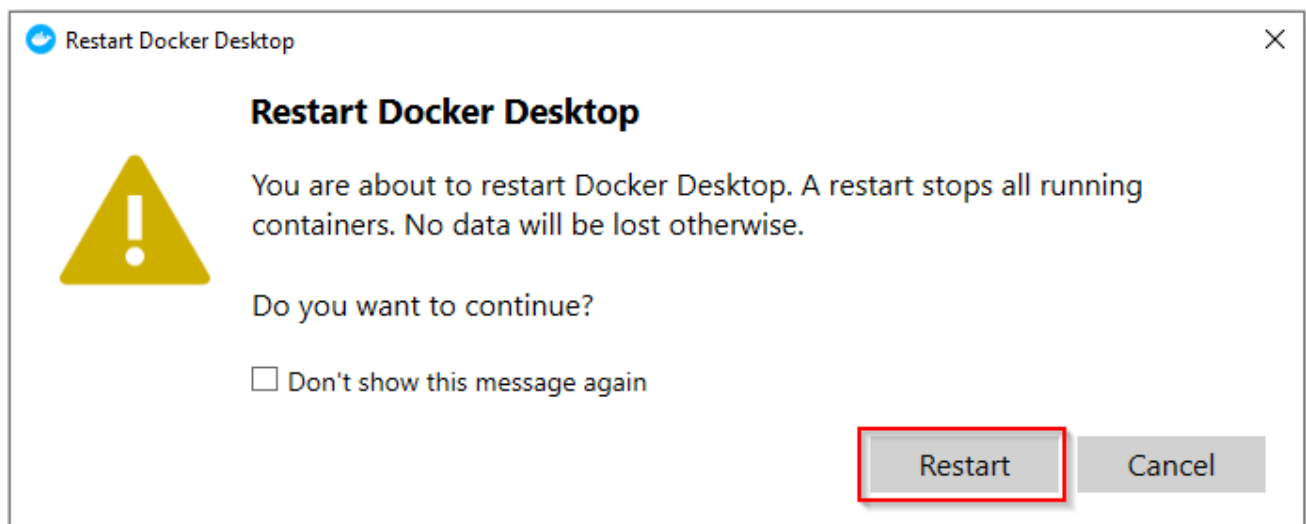 Restart Docker Desktop
Restart Docker Desktop
You are about to restart Docker Desktop. A restart stops all running
containers. No data will be lost otherwise.
Do you want to continue?
Don't show this message again
Restart
Cancel